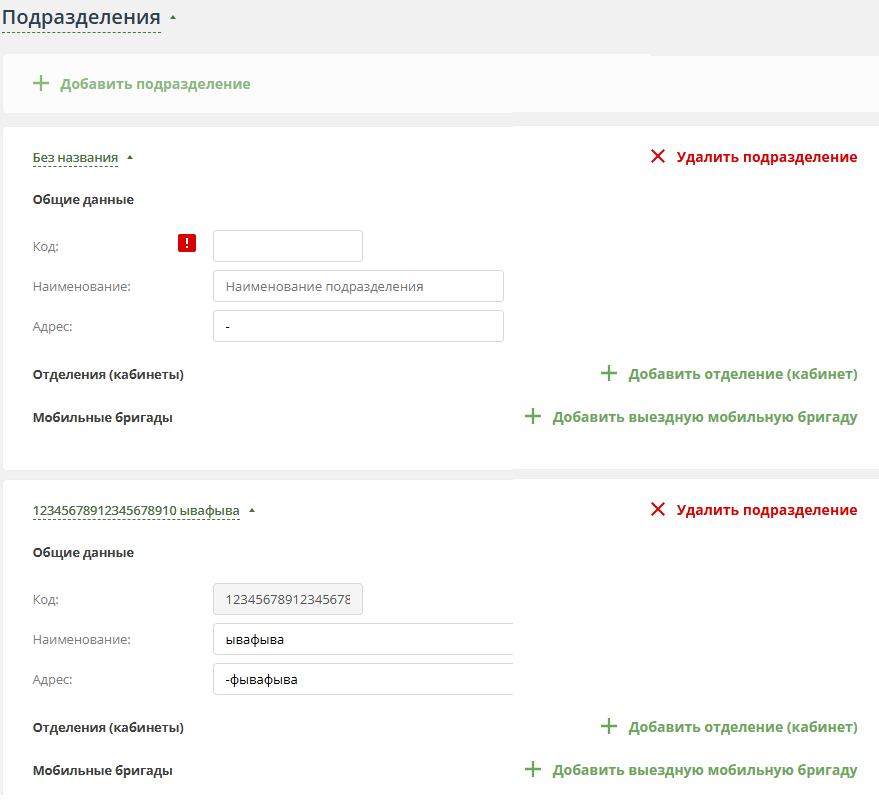 Подразделения
Добавить подразделение
Без названия
Удалить подразделение
Общие данные
Код:
!
Наименование:
Наименование подразделения
Адрес:
-
Отделения (кабинеты)
Добавить отделение (кабинет)
Мобильные бригады
Добавить выездную мобильную бригаду
12345678912345678910 ывафыва
Удалить подразделение
Общие данные
Код:
12345678912345678
Наименование:
ывафыва
Адрес:
-фывафыва
Отделения (кабинеты)
Добавить отделение (кабинет)
Мобильные бригады
Добавить выездную мобильную бригаду